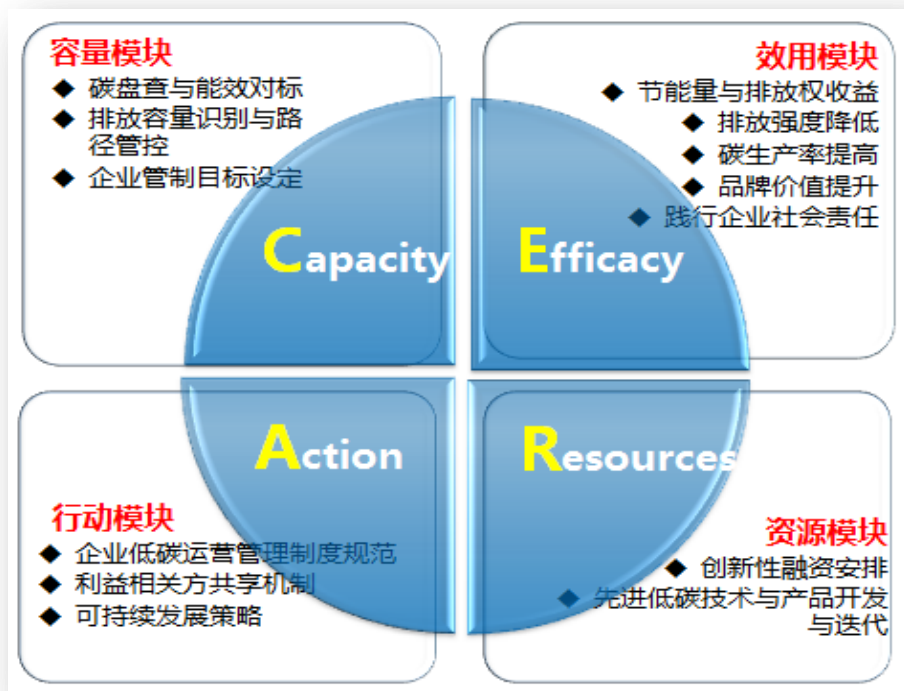 容量模块
◆ 碳盘查与能效对标
◆ 排放容量识别与路
径管控
◆ 企业管制目标设定
Capacity
效用模块
◆ 节能量与排放权收益
◆ 排放强度降低
◆ 碳生产率提高
◆ 品牌价值提升
◆ 践行企业社会责任
Efficacy
Action
行动模块
◆ 企业低碳运营管理制度规范
◆ 利益相关方共享机制
◆ 可持续发展策略
Resources
资源模块
◆ 创新性融资安排
◆ 先进低碳技术与产品开发
与迭代